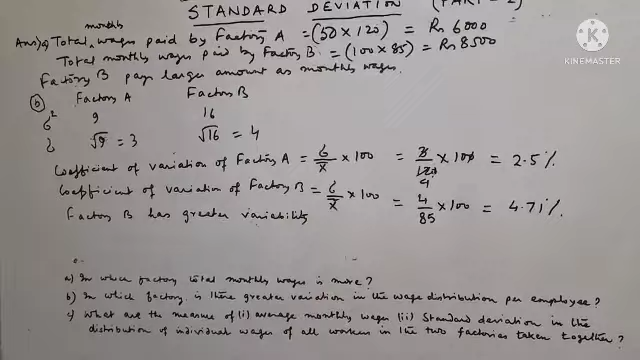 STANDARD DEVIATION (PART-2)
Ans) a) Total monthly wages paid by Factory A = (50 × 120) = Rs 6000
Total monthly wages paid by Factory B = (100 × 85) = Rs 8500
Factory B pays larger amount as monthly wages.
KINEMASTER
b) Factory A Factory B
σ² 9 16
σ √9 = 3 √16 = 4
Coefficient of variation of Factory A = σ/x̄ × 100 = 3/120 × 100 = 2.5%
Coefficient of variation of Factory B = σ/x̄ × 100 = 4/85 × 100 = 4.71%
Factory B has greater variability
a) In which factory total monthly wages is more?
b) In which factory is there greater variation in the wage distribution per employee?
c) What are the measure of (i) average monthly wages (ii) Standard deviation in the
distribution of individual wages of all workers in the two factories taken together?